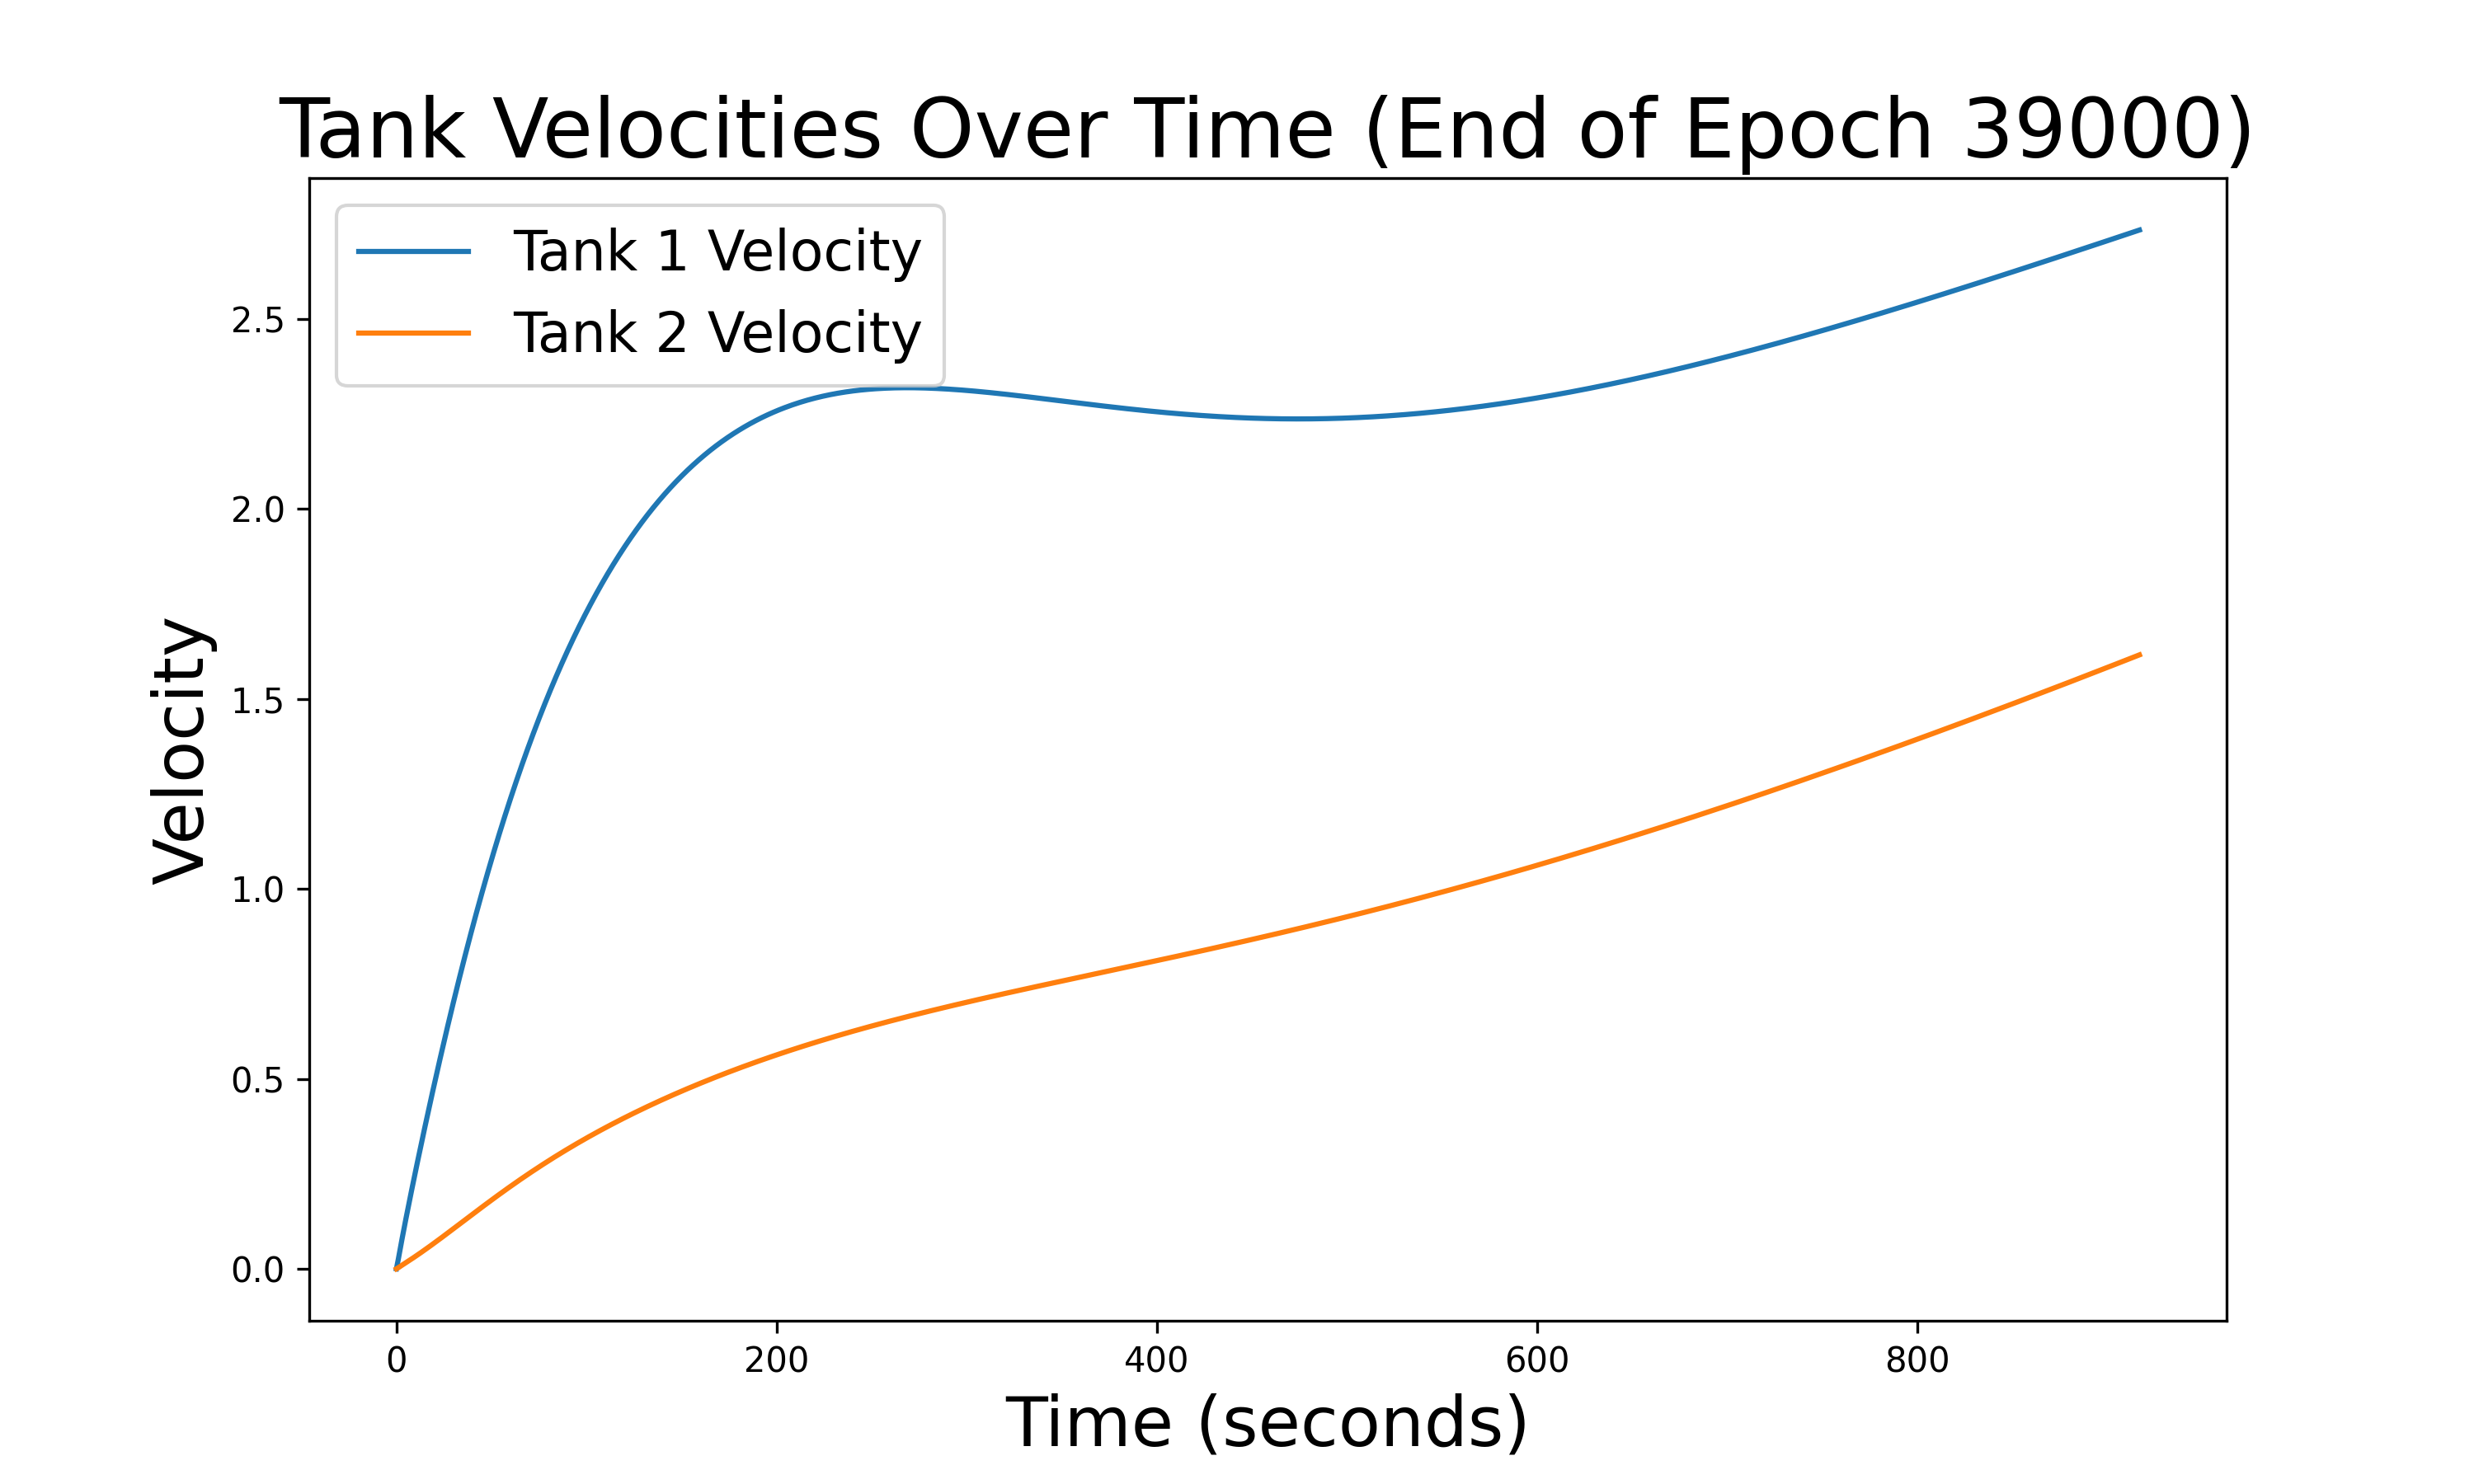 Tank Velocities Over Time (End of Epoch 39000)
Tank 1 Velocity
Tank 2 Velocity
Velocity
2.5
2.0
1.5
1.0
0.5
0.0
0 200 400 600 800
Time (seconds)